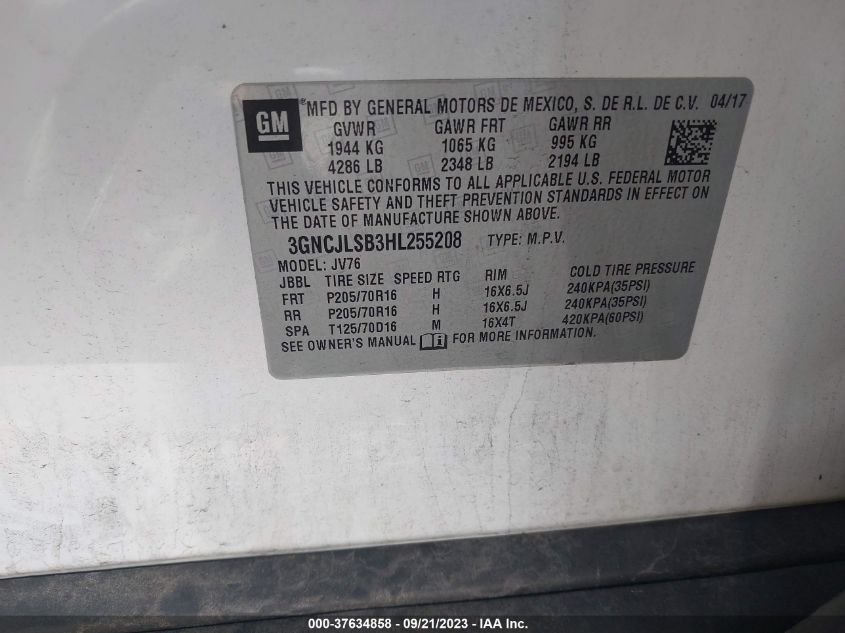 GM ® MFD BY GENERAL MOTORS DE MEXICO, S. DE R.L. DE C.V. 04/17
GVWR GAWR FRT GAWR RR
1944 KG 1065 KG 995 KG
4286 LB 2348 LB 2194 LB
THIS VEHICLE CONFORMS TO ALL APPLICABLE U.S. FEDERAL MOTOR
VEHICLE SAFETY AND THEFT PREVENTION STANDARDS IN EFFECT ON
THE DATE OF MANUFACTURE SHOWN ABOVE.
3GNCJLSB3HL255208 TYPE: M.P.V.
MODEL: JV76
JBBL TIRE SIZE SPEED RTG RIM COLD TIRE PRESSURE
FRT P205/70R16 H 16X6.5J 240KPA(35PSI)
RR P205/70R16 H 16X6.5J 240KPA(35PSI)
SPA T125/70D16 M 16X4T 420KPA(60PSI)
SEE OWNER'S MANUAL FOR MORE INFORMATION.
000-37634858 - 09/21/2023 - IAA Inc.